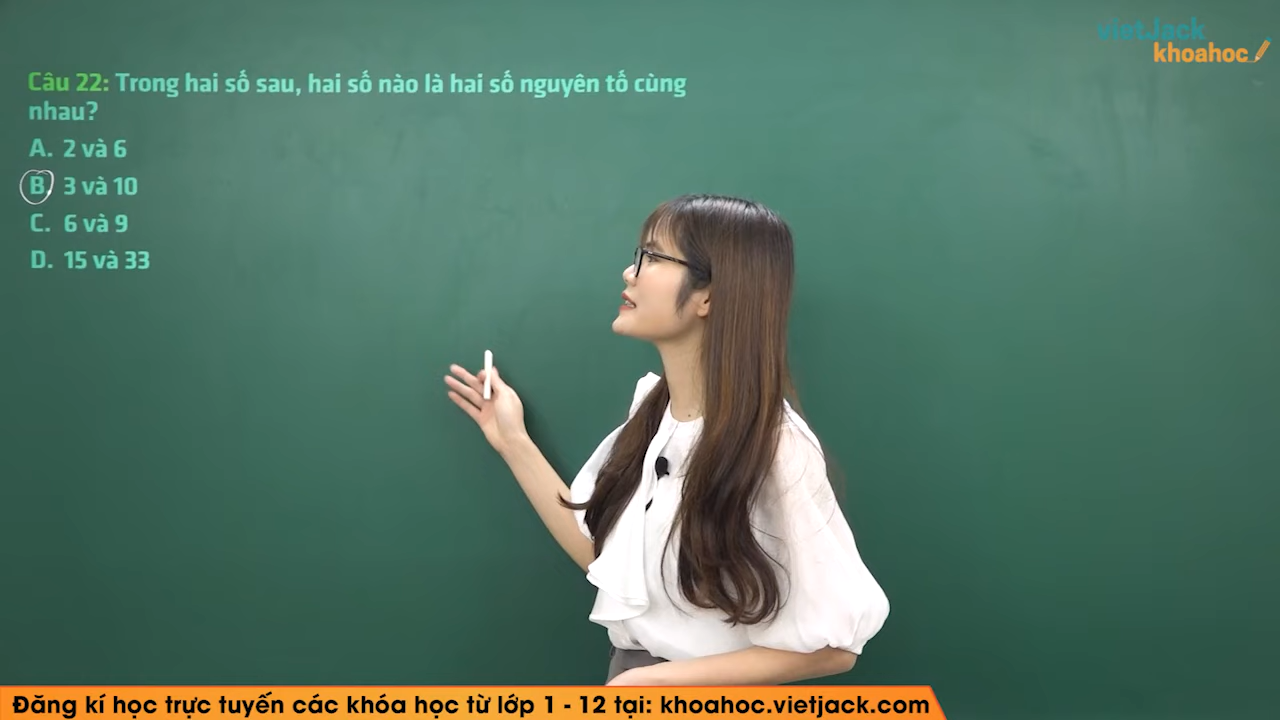 vietJack
khoahoc
Câu 22: Trong hai số sau, hai số nào là hai số nguyên tố cùng
nhau?
A. 2 và 6
B. 3 và 10
C. 6 và 9
D. 15 và 33
Đăng kí học trực tuyến các khóa học từ lớp 1 - 12 tại: khoahoc.vietjack.com